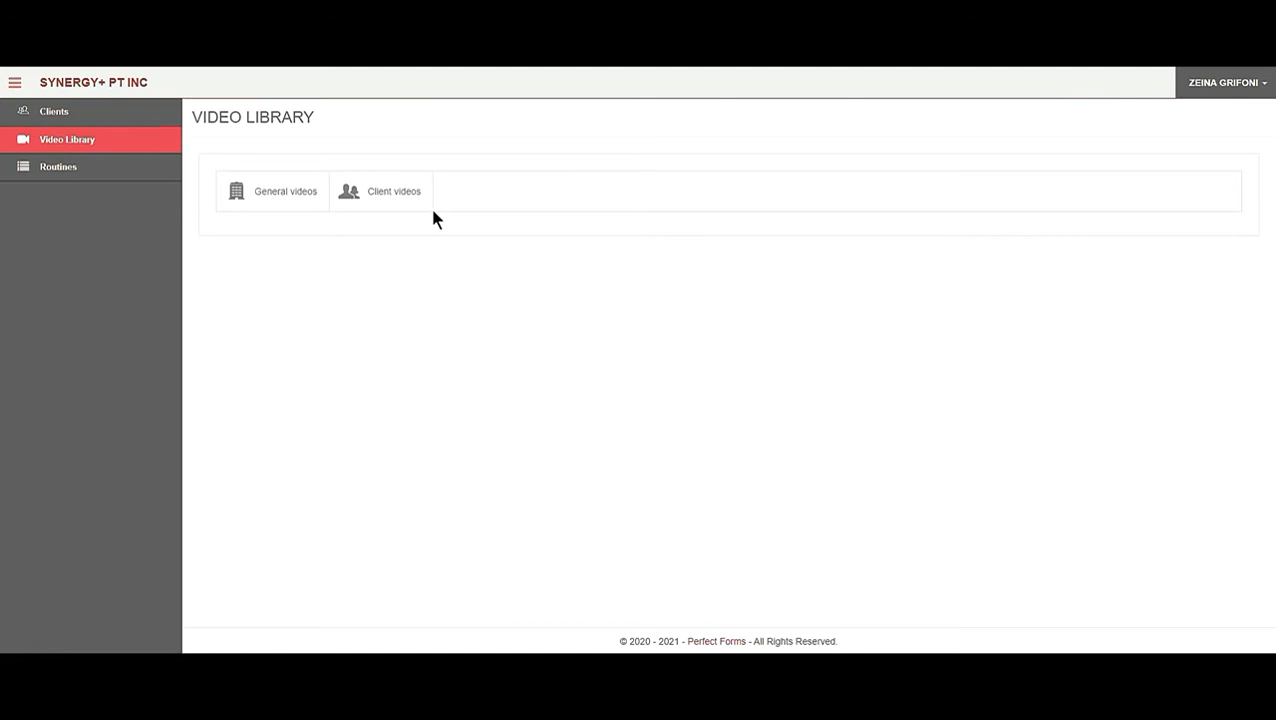 SYNERGY+ PT INC
ZEINA GRIFONI
Clients
Video Library
Routines
VIDEO LIBRARY
General videos
Client videos
© 2020 - 2021 - Perfect Forms - All Rights Reserved.